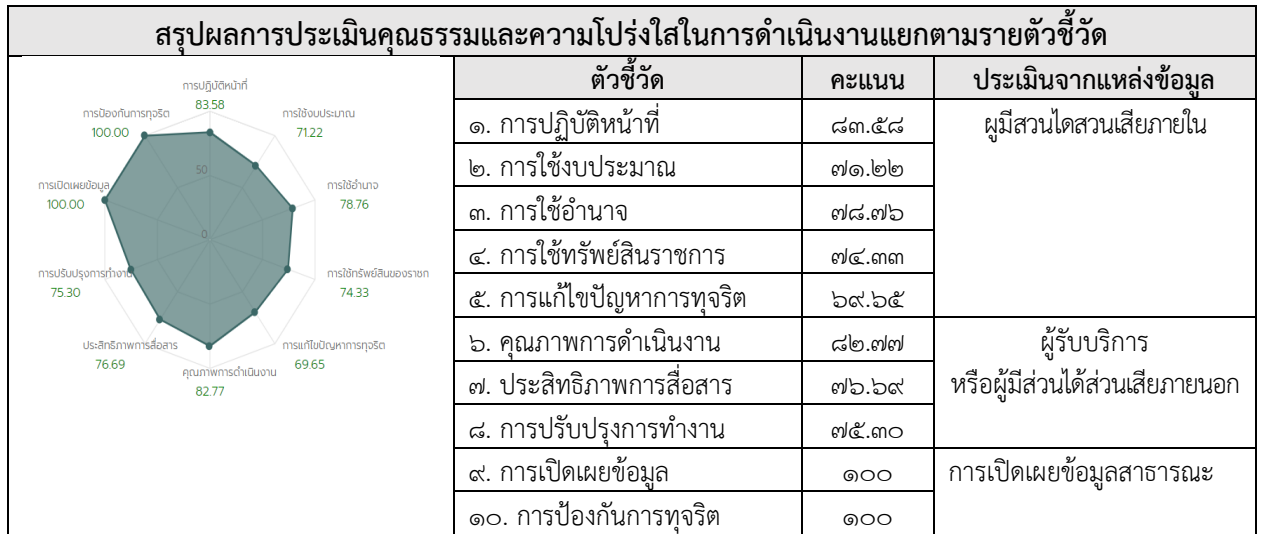 สรุปผลการประเมินคุณธรรมและความโปร่งใสในการดำเนินงานแยกตามรายตัวชี้วัด
การปฏิบัติหน้าที่
83.58
การป้องกันการทุจริต
100.00
การใช้งบประมาณ
71.22
50
การเปิดเผยข้อมูล
100.00
การใช้อำนาจ
78.76
0
การปรับปรุงการทำงาน
75.30
การใช้ทรัพย์สินของราชก
74.33
ประสิทธิภาพการสื่อสาร
76.69
การแก้ไขปัญหาการทุจริต
69.65
คุณภาพการดำเนินงาน
82.77
ตัวชี้วัด คะแนน ประเมินจากแหล่งข้อมูล
๑. การปฏิบัติหน้าที่ ๘๓.๕๘ ผูมีสวนไดสวนเสียภายใน
๒. การใช้งบประมาณ ๗๑.๒๒
๓. การใช้อำนาจ ๗๘.๗๖
๔. การใช้ทรัพย์สินราชการ ๗๔.๓๓
๕. การแก้ไขปัญหาการทุจริต ๖๙.๖๕
๖. คุณภาพการดำเนินงาน ๘๒.๗๗ ผู้รับบริการ
๗. ประสิทธิภาพการสื่อสาร ๗๖.๖๙ หรือผู้มีส่วนได้ส่วนเสียภายนอก
๘. การปรับปรุงการทำงาน ๗๕.๓๐
๙. การเปิดเผยข้อมูล ๑๐๐ การเปิดเผยข้อมูลสาธารณะ
๑๐. การป้องกันการทุจริต ๑๐๐